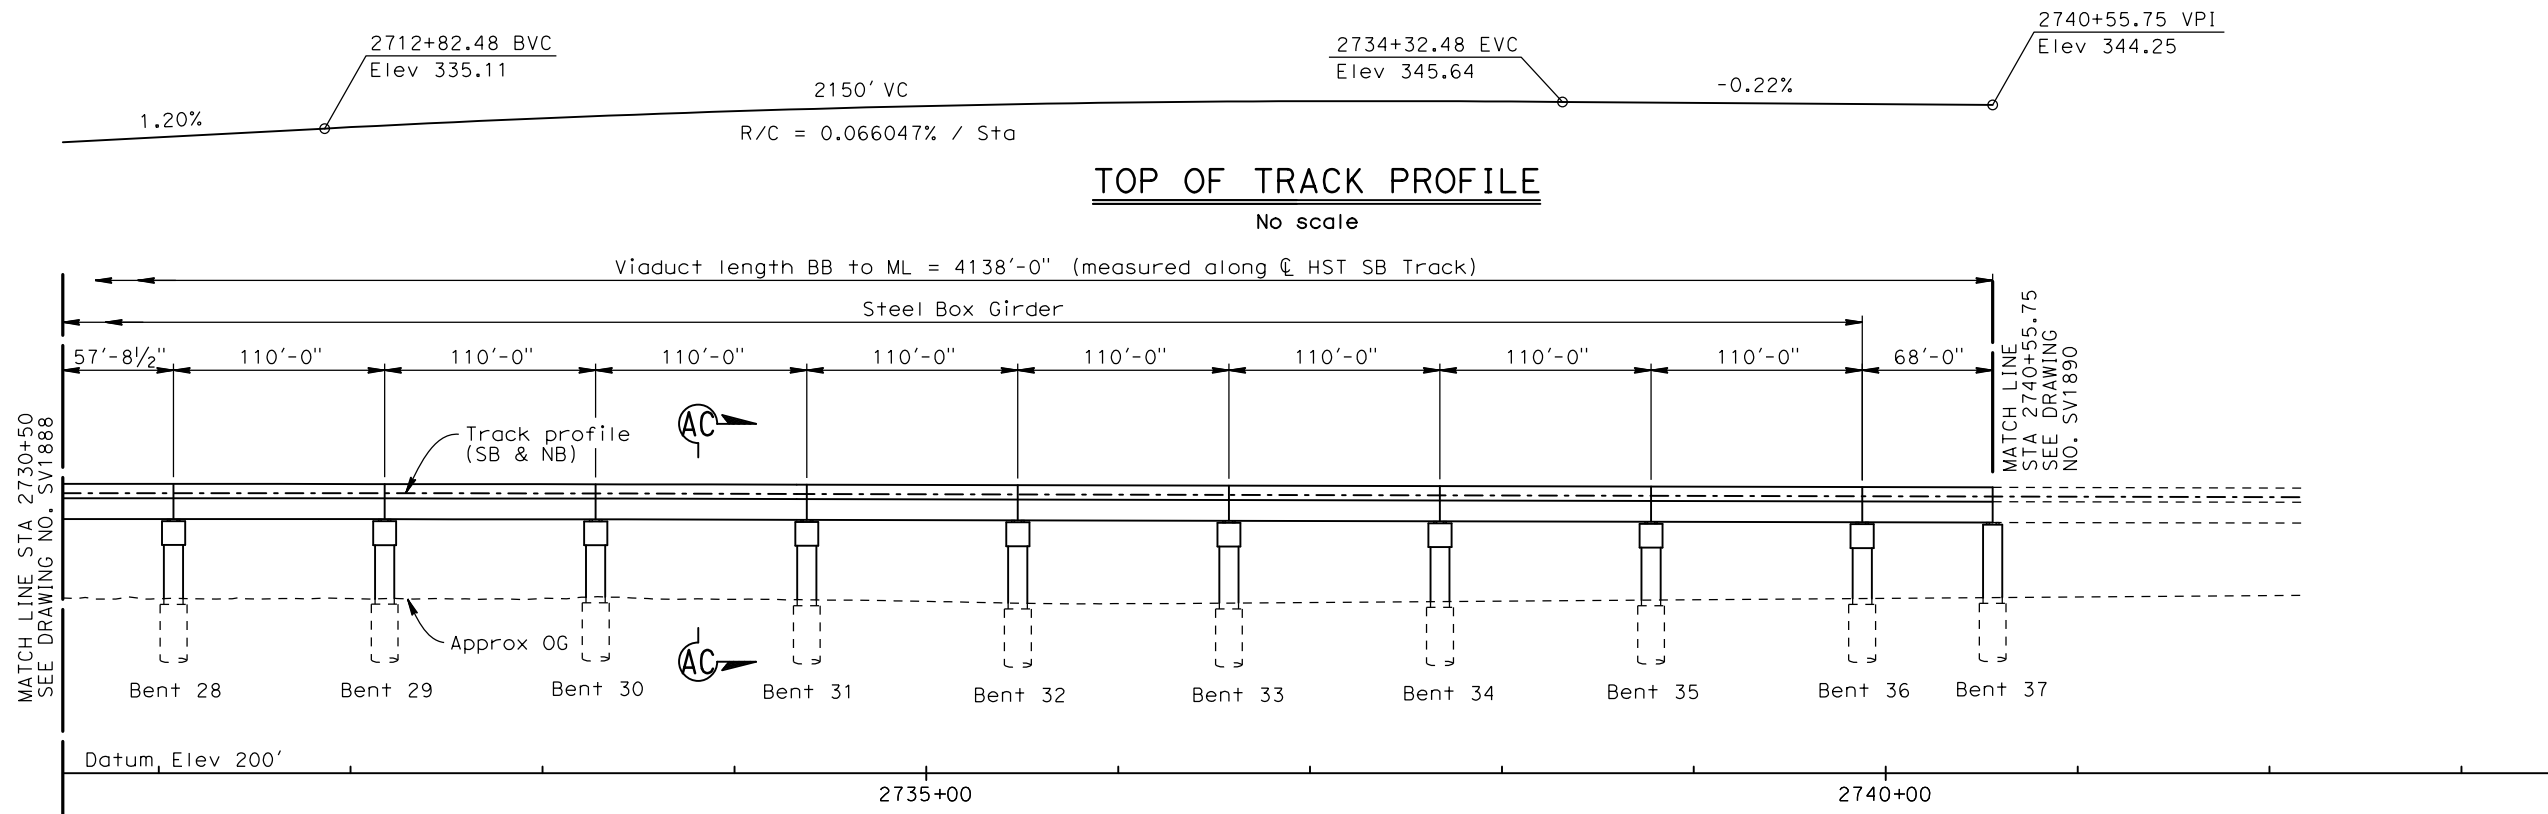 2712+82.48 BVC
Elev 335.11
2734+32.48 EVC
Elev 345.64
2740+55.75 VPI
Elev 344.25
1.20%
2150' VC
R/C = 0.066047% / Sta
-0.22%
TOP OF TRACK PROFILE
No scale
Viaduct length BB to ML = 4138'-0" (measured along ℄ HST SB Track)
Steel Box Girder
57'-8½" 110'-0" 110'-0" 110'-0" 110'-0" 110'-0" 110'-0" 110'-0" 110'-0" 68'-0"
MATCH LINE STA 2730+50
SEE DRAWING NO. SV1888
MATCH LINE
STA 2740+55.75
SEE DRAWING
NO. SV1890
AC
Track profile
(SB & NB)
Approx OG
AC
Bent 28 Bent 29 Bent 30 Bent 31 Bent 32 Bent 33 Bent 34 Bent 35 Bent 36 Bent 37
Datum Elev 200'
2735+00 2740+00